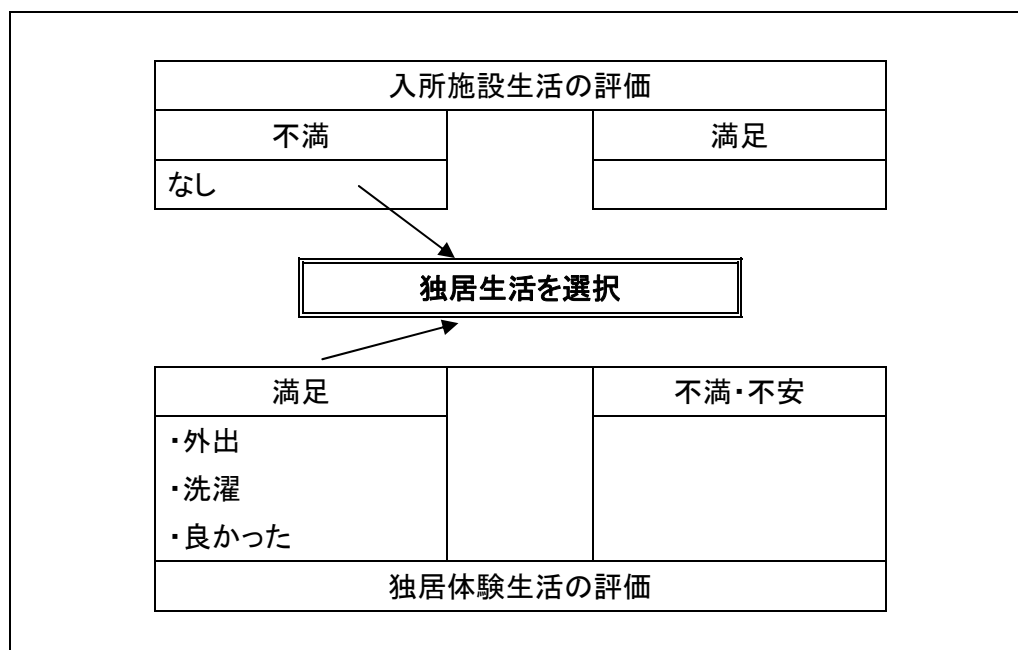 入所施設生活の評価
不満
満足
なし
独居生活を選択
満足
不満・不安
・外出
・洗濯
・良かった
独居体験生活の評価